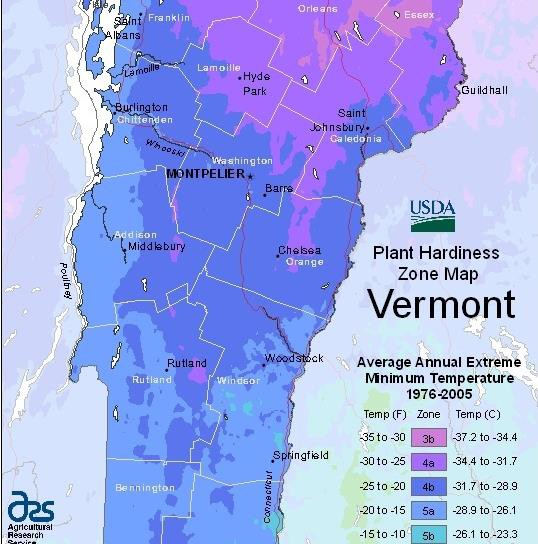 Isle
Saint
Albans
Franklin
Orleans
Essex
Lamoille
Lamoille
Hyde
Park
Guildhall
Burlington
Chittenden
Saint
Johnsbury
Caledonia
Whooski
Washington
MONTPELIER
Barre
USDA
Addison
Middlebury
Chelsea
Orange
Plant Hardiness
Zone Map
Vermont
Poultney
Rutland
Rutland
Woodstock
Windsor
Average Annual Extreme
Minimum Temperature
1976-2005
Temp (F) Zone Temp (C)
-35 to -30 3b -37.2 to -34.4
-30 to -25 4a -34.4 to -31.7
-25 to -20 4b -31.7 to -28.9
-20 to -15 5a -28.9 to -26.1
-15 to -10 5b -26.1 to -23.3
Springfield
Bennington
Connecticut
ars
Agricultural
Research
Service